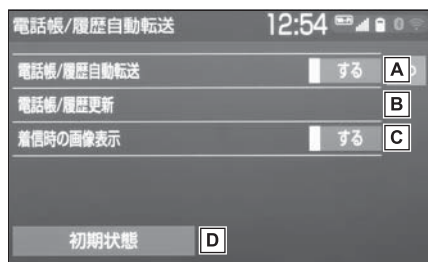 電話帳/履歴自動転送 12:54
電話帳/履歴自動転送 する A
電話帳/履歴更新 B
着信時の画像表示 する C
初期状態 D